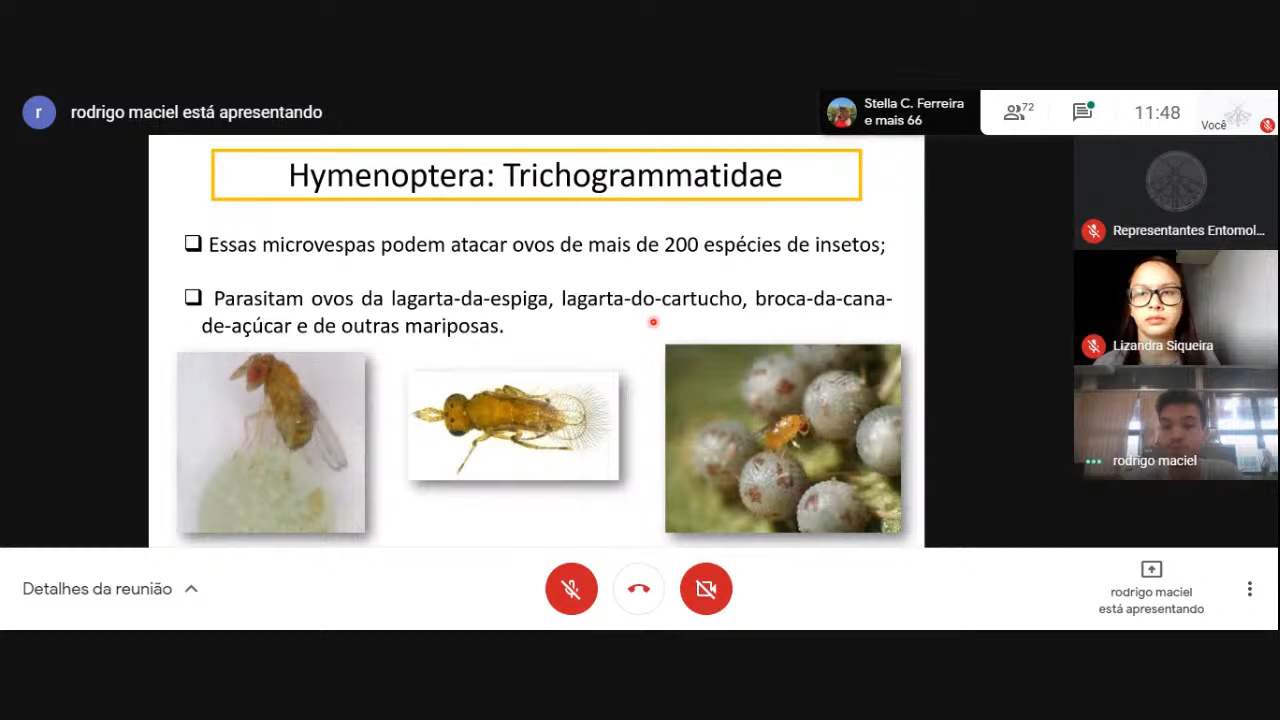 r
rodrigo maciel está apresentando
Stella C. Ferreira
e mais 66
72
11:48
Você
Hymenoptera: Trichogrammatidae
Essas microvespas podem atacar ovos de mais de 200 espécies de insetos;
Parasitam ovos da lagarta-da-espiga, lagarta-do-cartucho, broca-da-cana-
de-açúcar e de outras mariposas.
Representantes Entomol...
Lizandra Siqueira
rodrigo maciel
Detalhes da reunião
rodrigo maciel
está apresentando